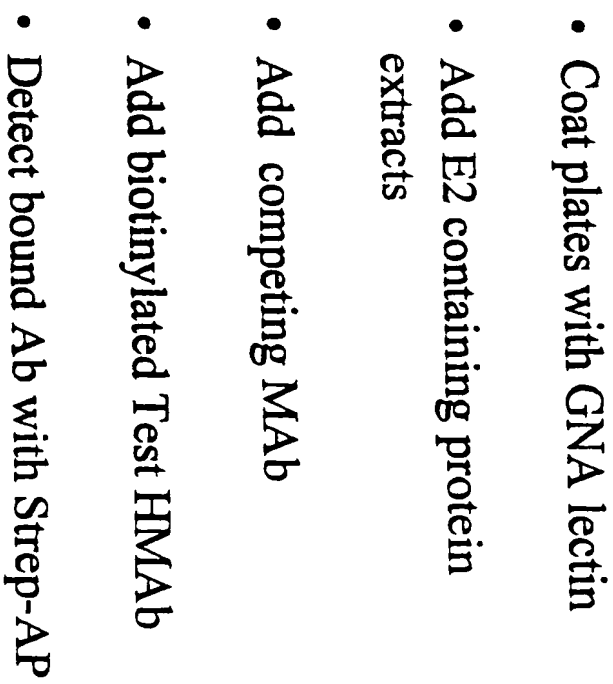 • Coat plates with GNA lectin
• Add E2 containing protein
extracts
• Add competing MAb
• Add biotinylated Test HMAb
• Detect bound Ab with Strep-AP